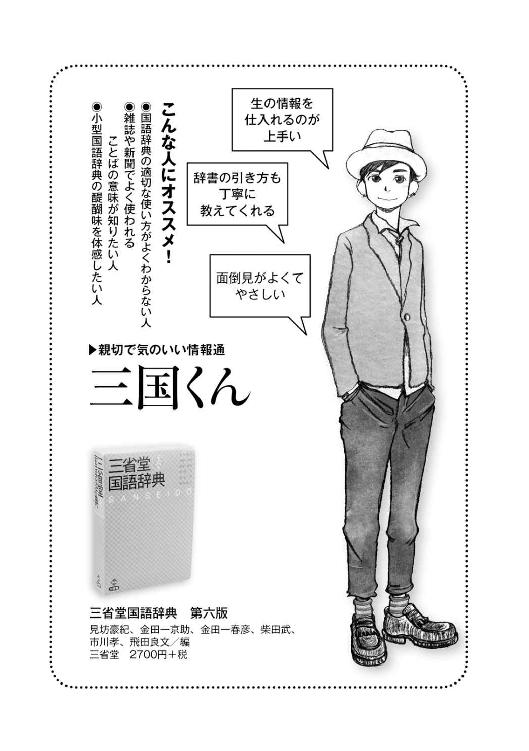 こんな人にオススメ！
●国語辞典の適切な使い方がよくわからない人
●雑誌や新聞でよく使われる
ことばの意味が知りたい人
●小型国語辞典の醍醐味を体感したい人
生の情報を
仕入れるのが
上手い
辞書の引き方も
丁寧に
教えてくれる
面倒見がよくて
やさしい
▶親切で気のいい情報通
三国くん
三省堂
国語辞典
SANSEIDO
三省堂国語辞典　第六版
見坊豪紀、金田一京助、金田一春彦、柴田武、
市川孝、飛田良文／編
三省堂　2700円＋税